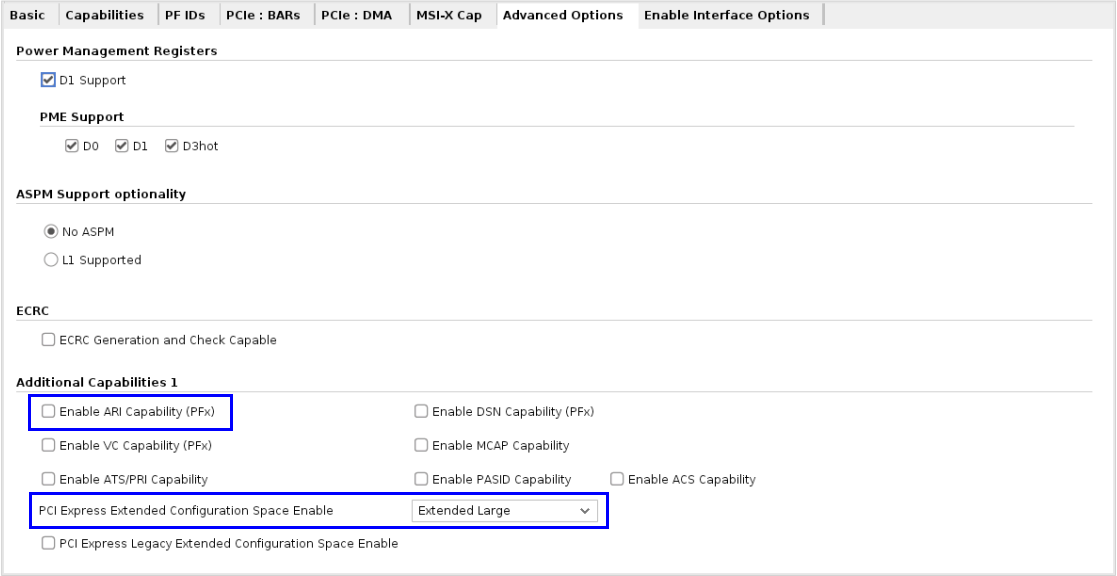 Basic Capabilities PF IDs PCIe : BARs PCIe : DMA MSI-X Cap Advanced Options Enable Interface Options
Power Management Registers
D1 Support
PME Support
D0 D1 D3hot
ASPM Support optionality
No ASPM
L1 Supported
ECRC
ECRC Generation and Check Capable
Additional Capabilities 1
Enable ARI Capability (PFx) Enable DSN Capability (PFx)
Enable VC Capability (PFx) Enable MCAP Capability
Enable ATS/PRI Capability Enable PASID Capability Enable ACS Capability
PCI Express Extended Configuration Space Enable Extended Large
PCI Express Legacy Extended Configuration Space Enable